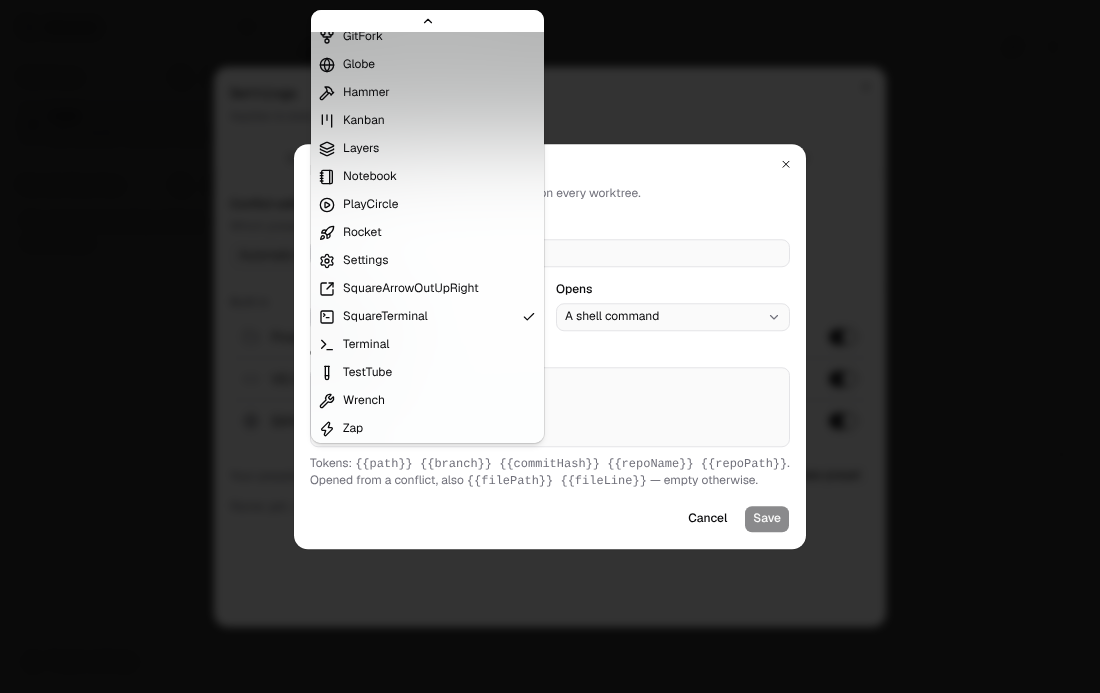 GitFork
Globe
Hammer
Kanban
Layers
Notebook
PlayCircle
Rocket
Settings
SquareArrowOutUpRight
SquareTerminal
Terminal
TestTube
Wrench
Zap
on every worktree.
Opens
A shell command
Tokens: {{path}} {{branch}} {{commitHash}} {{repoName}} {{repoPath}}.
Opened from a conflict, also {{filePath}} {{fileLine}} — empty otherwise.
Cancel
Save